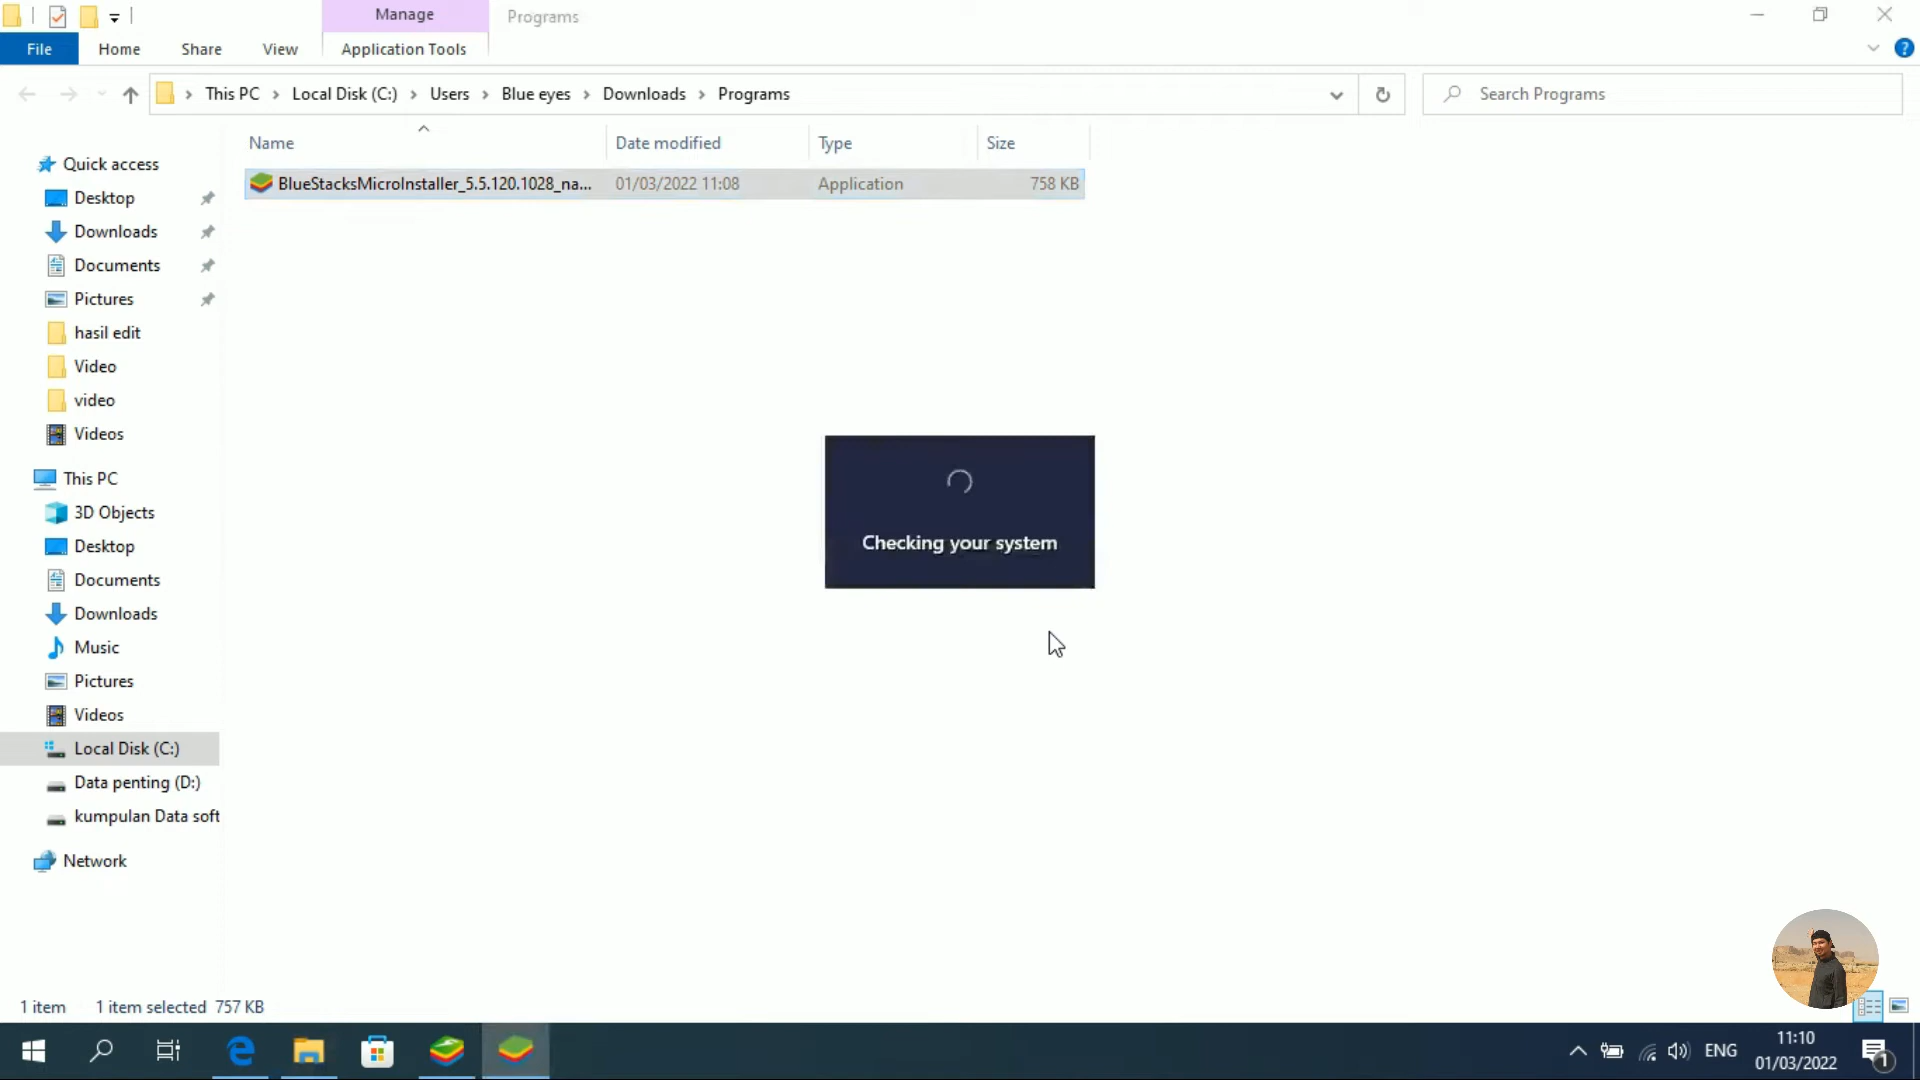 Manage
Programs
File
Home
Share
View
Application Tools
This PC
Local Disk (C:)
Users
Blue eyes
Downloads
Programs
Search Programs
Name
Date modified
Type
Size
BlueStacksMicroInstaller_5.5.120.1028_na...
01/03/2022 11:08
Application
758 KB
Quick access
Desktop
Downloads
Documents
Pictures
hasil edit
Video
video
Videos
This PC
3D Objects
Desktop
Documents
Downloads
Music
Pictures
Videos
Local Disk (C:)
Data penting (D:)
kumpulan Data soft
Network
Checking your system
1 item
1 item selected 757 KB
ENG
11:10
01/03/2022
1